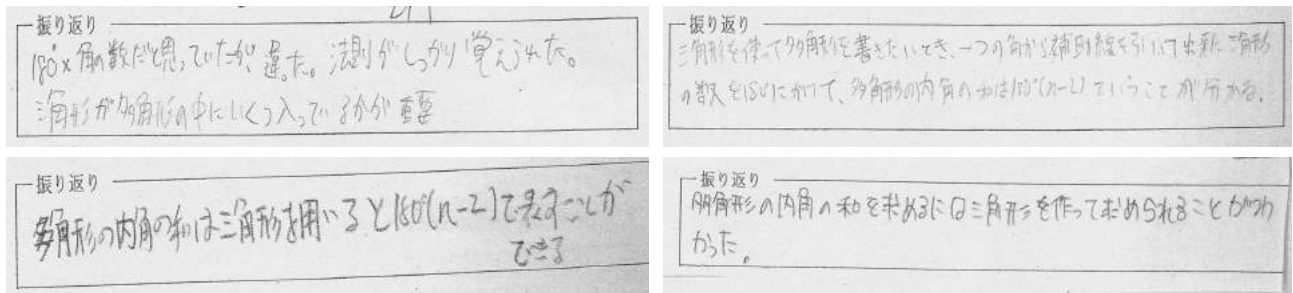 振り返り
180°×角の数だと思っていたが、違った。法則がしっかり覚えられた。
三角形が多角形の中にいくつ入っているかが重要
振り返り
三角形を使って多角形を書きたいとき、一つの角から補助線を引いて出来た三角形
の数を180°にかけて、多角形の内角の和は180°(n-2)ということが分かる。
振り返り
多角形の内角の和は三角形を用いると180°(n-2)で表すことが
できる
振り返り
多角形の内角の和を求めるには三角形を作って求められることがわ
かった。